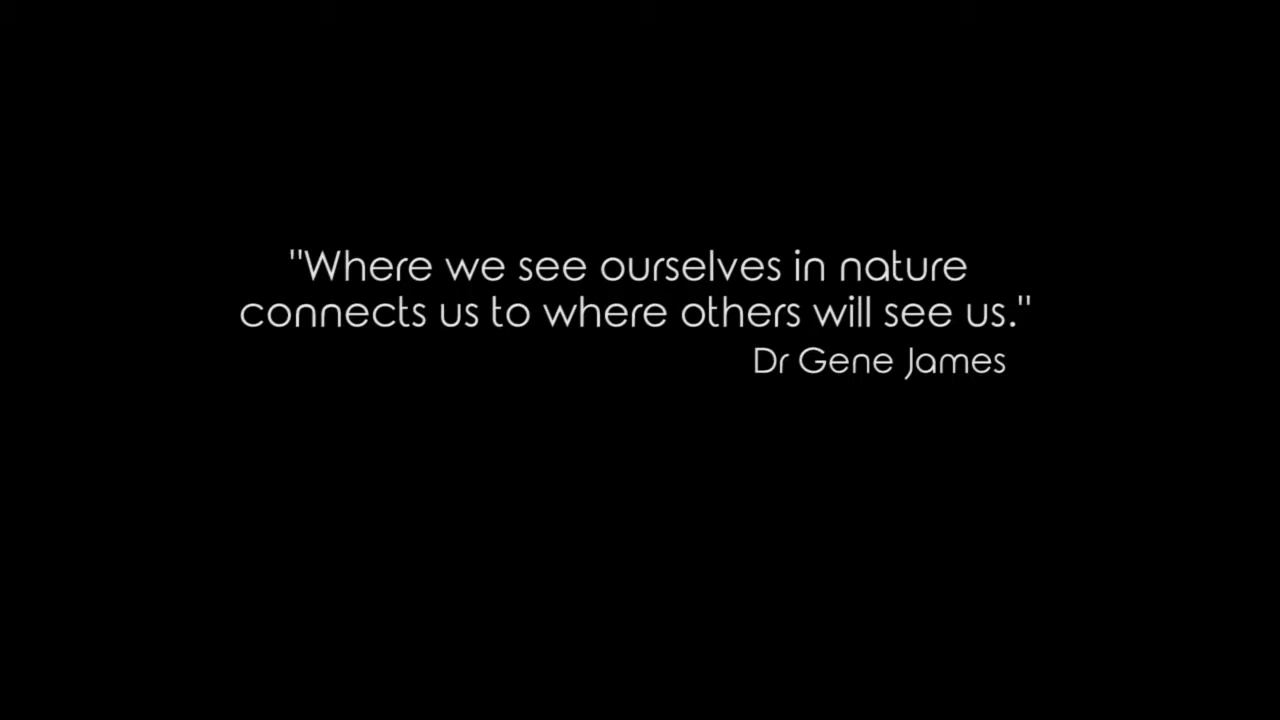 "Where we see ourselves in nature
connects us to where others will see us."
Dr Gene James